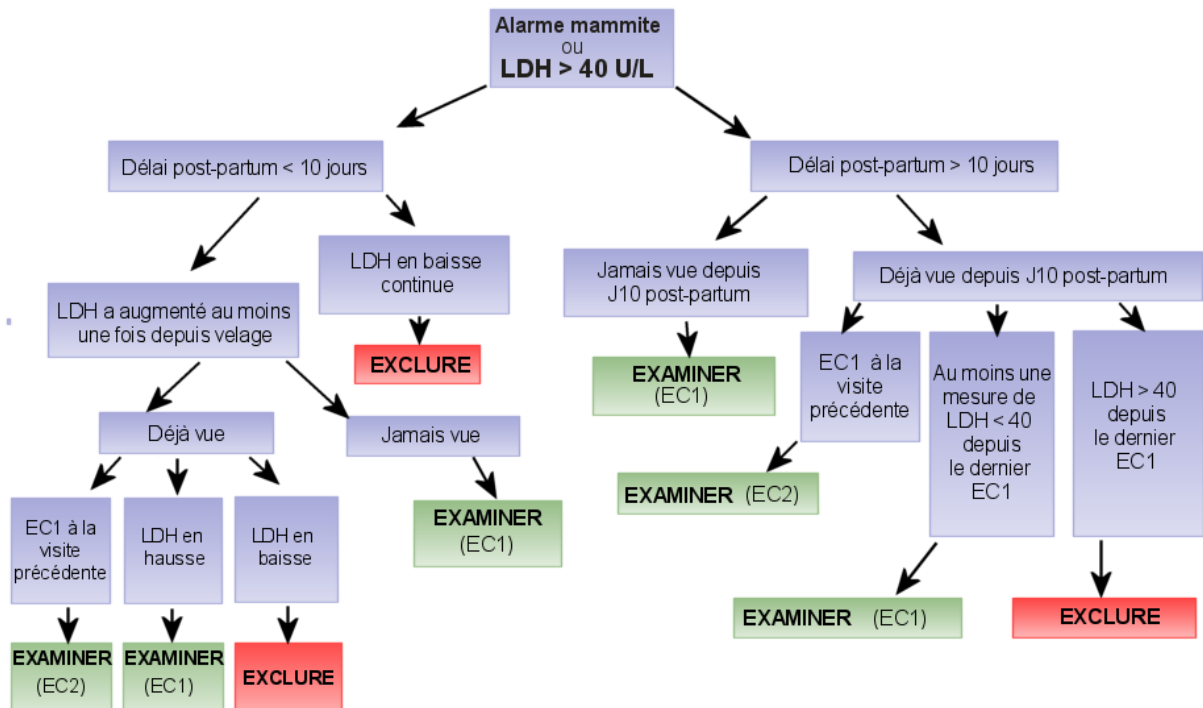 Alarme mammite
ou
LDH > 40 U/L
Délai post-partum < 10 jours
Délai post-partum > 10 jours
LDH en baisse
continue
Jamais vue depuis
J10 post-partum
Déjà vue depuis J10 post-partum
LDH a augmenté au moins
une fois depuis velage
EXCLURE
EXAMINER
(EC1)
EC1 à la
visite
précédente
Au moins une
mesure de
LDH < 40
depuis
le dernier
EC1
LDH > 40
depuis
le dernier
EC1
Déjà vue
Jamais vue
EXAMINER (EC2)
EXAMINER
(EC1)
EC1 à la
visite
précédente
LDH en
hausse
LDH en
baisse
EXAMINER (EC1)
EXCLURE
EXAMINER
(EC2)
EXAMINER
(EC1)
EXCLURE